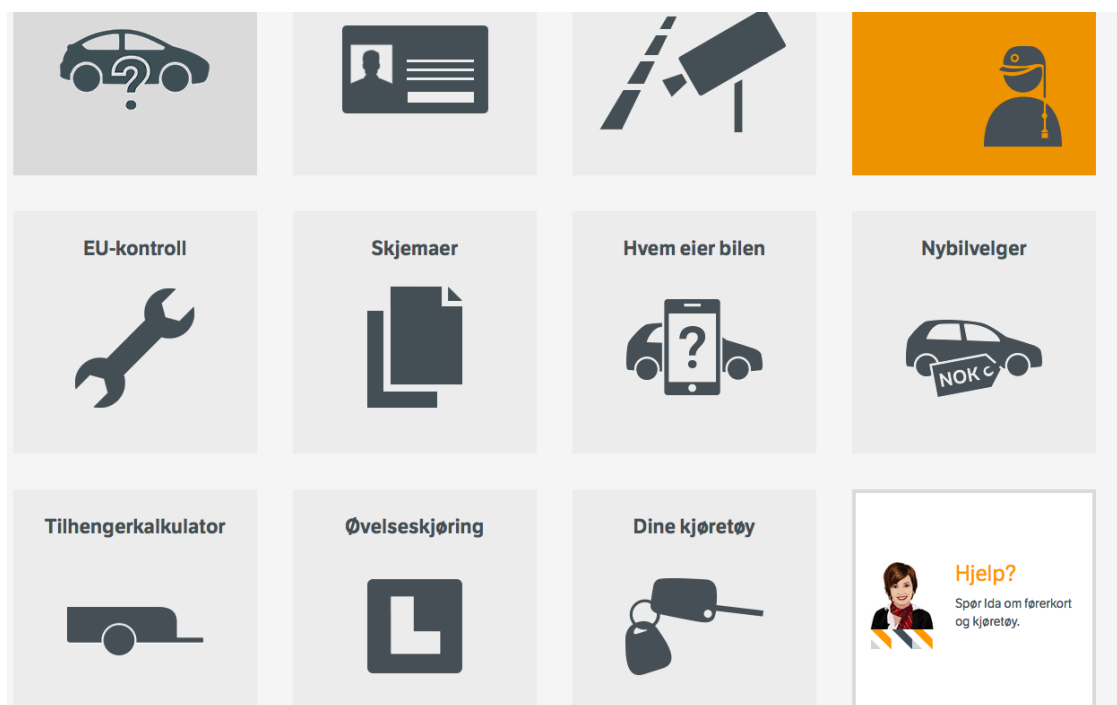 ?
EU-kontroll
Skjemaer
Hvem eier bilen
Nybilvelger
?
NOK
Tilhengerkalkulator
Øvelseskjøring
Dine kjøretøy
L
Hjelp?
Spør Ida om førerkort
og kjøretøy.